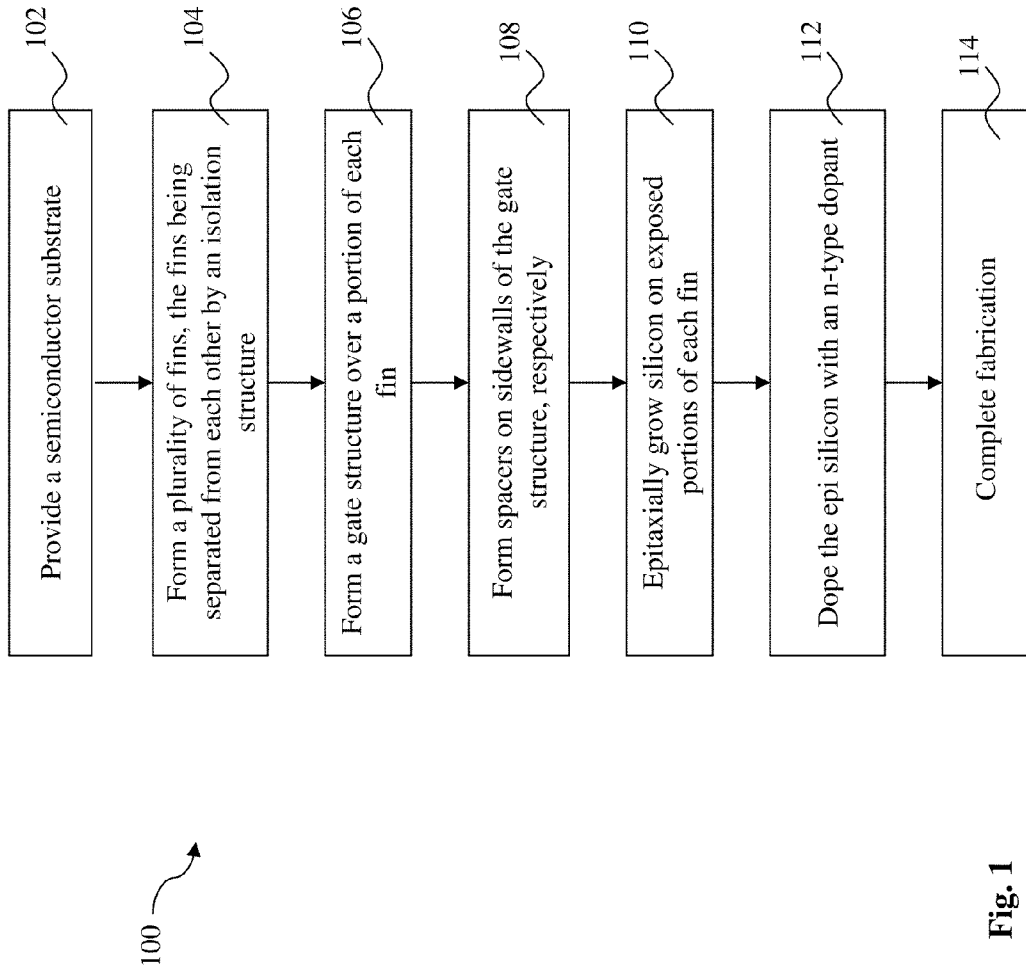 100
Provide a semiconductor substrate
102
Form a plurality of fins, the fins being
separated from each other by an isolation
structure
104
Form a gate structure over a portion of each
fin
106
Form spacers on sidewalls of the gate
structure, respectively
108
Epitaxially grow silicon on exposed
portions of each fin
110
Dope the epi silicon with an n-type dopant
112
Complete fabrication
114
Fig. 1